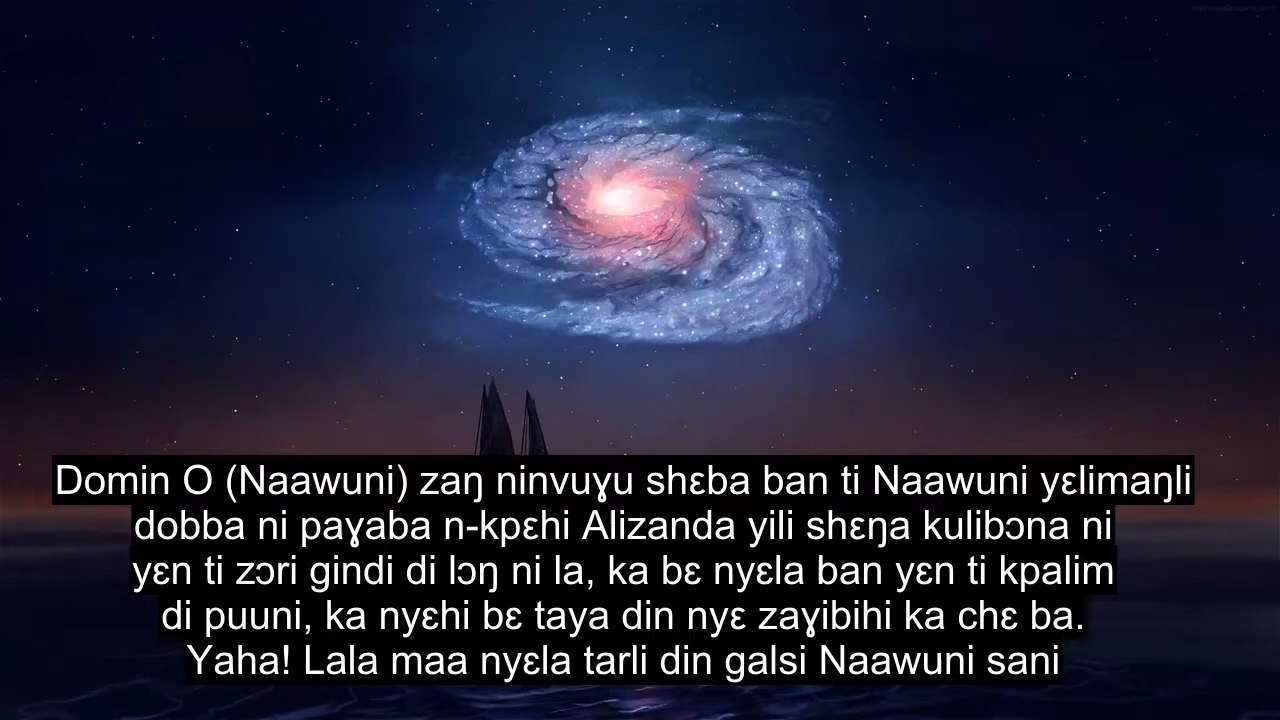 Domin O (Naawuni) zaŋ ninvuɣu shɛba ban ti Naawuni yɛlimaŋli
dobba ni paɣaba n-kpɛhi Alizanda yili shɛŋa kulibɔna ni
yɛn ti zɔri gindi di lɔŋ ni la, ka bɛ nyɛla ban yɛn ti kpalim
di puuni, ka nyɛhi bɛ taya din nyɛ zaɣibihi ka chɛ ba.
Yaha! Lala maa nyɛla tarli din galsi Naawuni sani